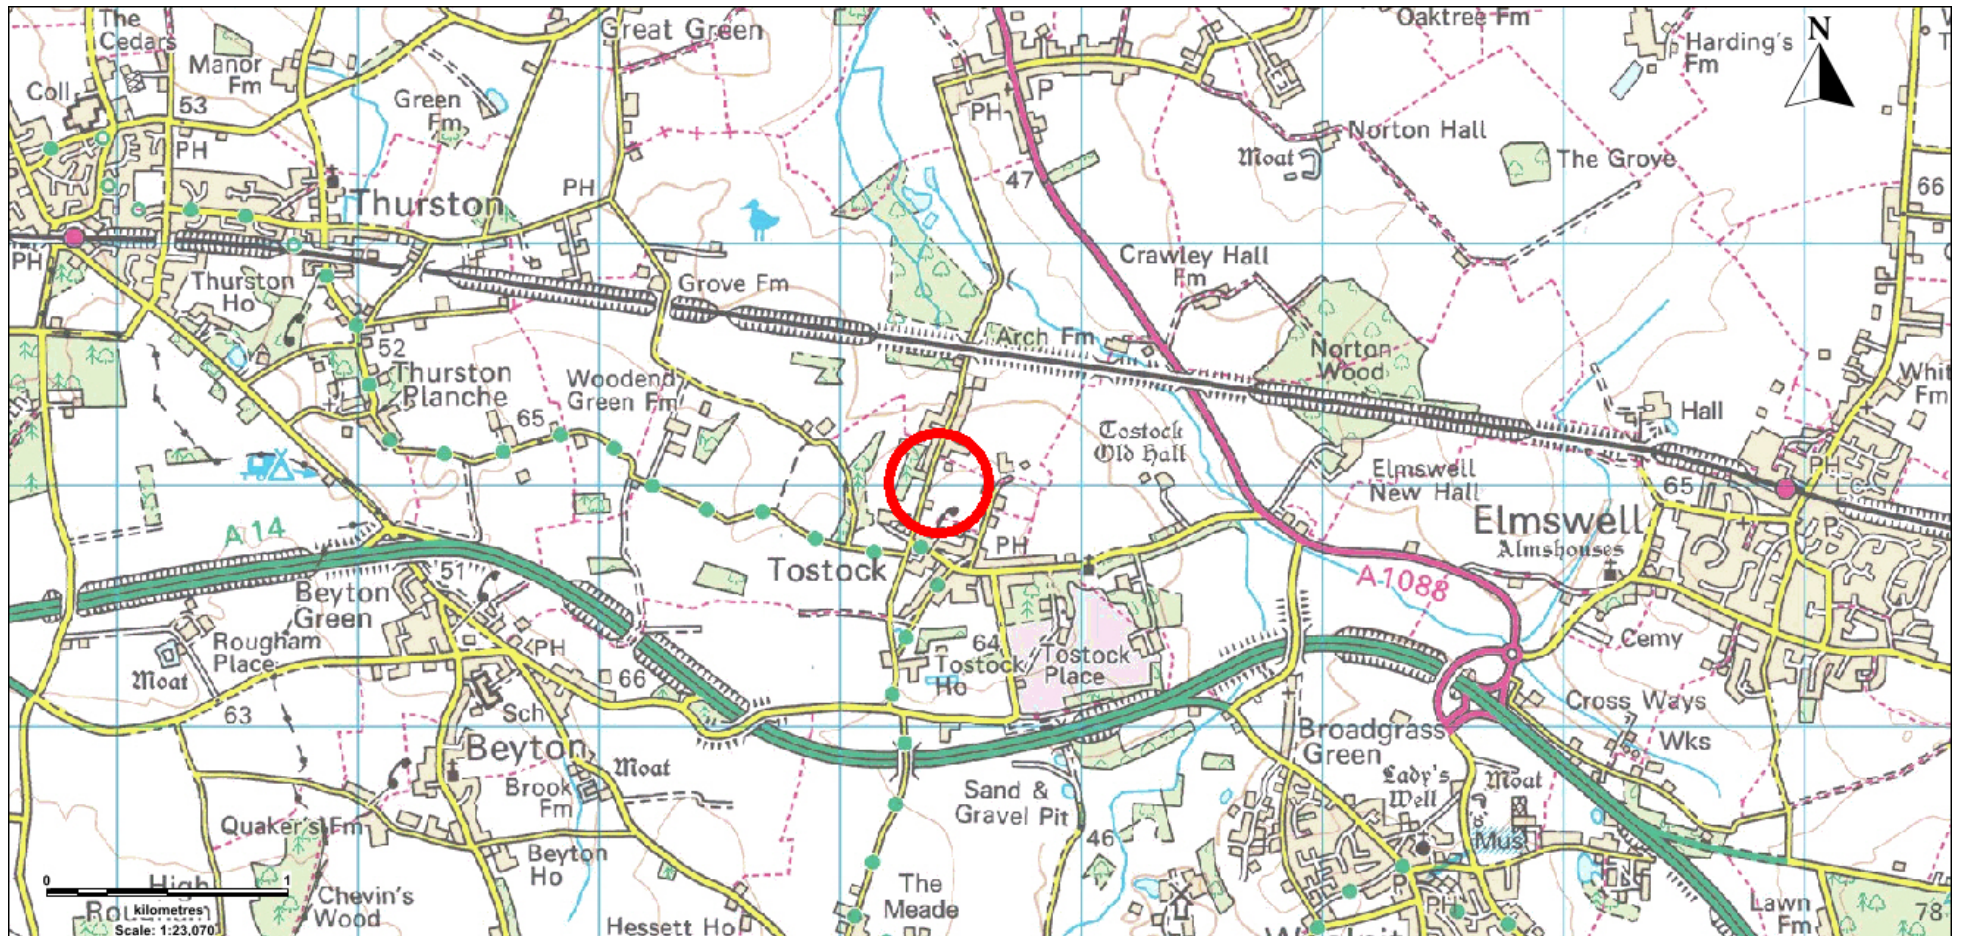 The
Cedars
Great Green
Oaktree Fm
N
Harding's
Fm
Manor
Fm
Coll
53
Green
Fm
PH
P
PH
Norton Hall
Moat
The Grove
47
66
PH
Thurston
PH
Crawley Hall
Fm
Thurston
Ho
Grove Fm
Arch Fm
52
Norton
Wood
Thurston
Planche
Woodend
Green Fm
Whit
Fm
65
Hall
Tostock
Old Hall
Elmswell
New Hall
PH
LC
65
A 14
Elmswell
P
Almshouses
PH
Tostock
51
A1088
Beyton
Green
Rougham
Place
PH
64
Cemy
Moat
66
Tostock
Ho
Tostock
Place
63
Sch
Cross Ways
Broadgrass
Green
Wks
Beyton
Moat
Lady's
Well
Moat
Brook
Fm
Sand &
Gravel Pit
Quaker's Fm
46
Mus
Beyton
Ho
0
1
High
kilometres
Scale: 1:23,070
Chevin's
Wood
The
Meade
Hessett Ho
P
PH
Lawn
Fm
78